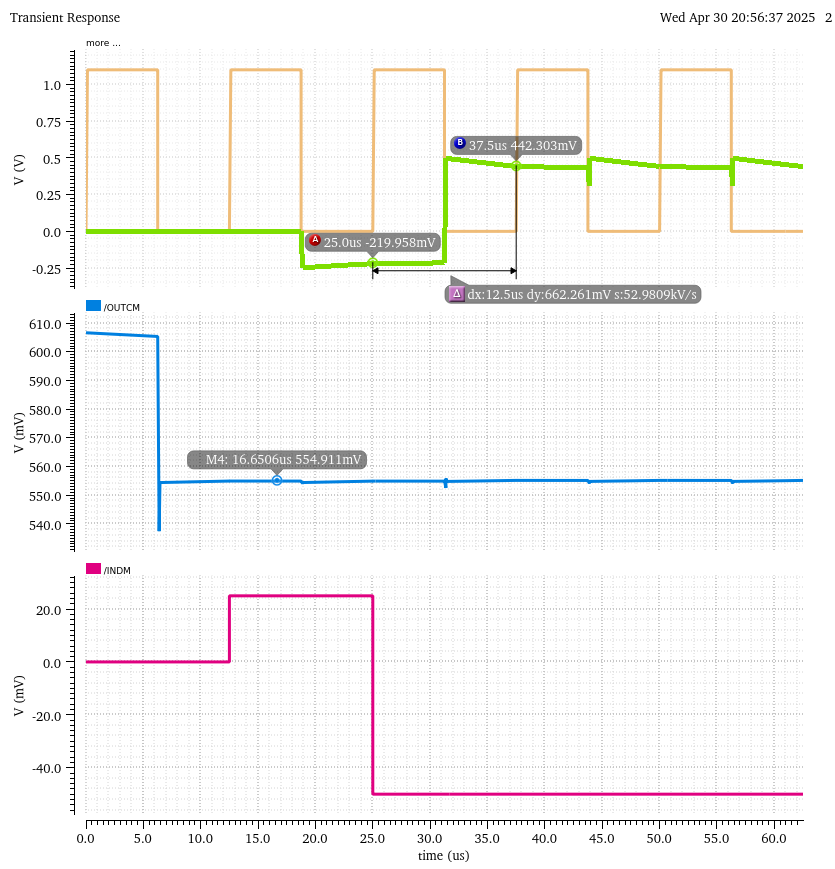 Transient Response
Wed Apr 30 20:56:37 2025 2
more ...
1.0
0.75
0.5
0.25
0.0
-0.25
V (V)
B 37.5us 442.303mV
A 25.0us -219.958mV
Δ dx:12.5us dy:662.261mV s:52.9809kV/s
/OUTCM
610.0
600.0
590.0
580.0
570.0
560.0
550.0
540.0
V (mV)
M4: 16.6506us 554.911mV
/INDM
20.0
0.0
-20.0
-40.0
V (mV)
0.0 5.0 10.0 15.0 20.0 25.0 30.0 35.0 40.0 45.0 50.0 55.0 60.0
time (us)